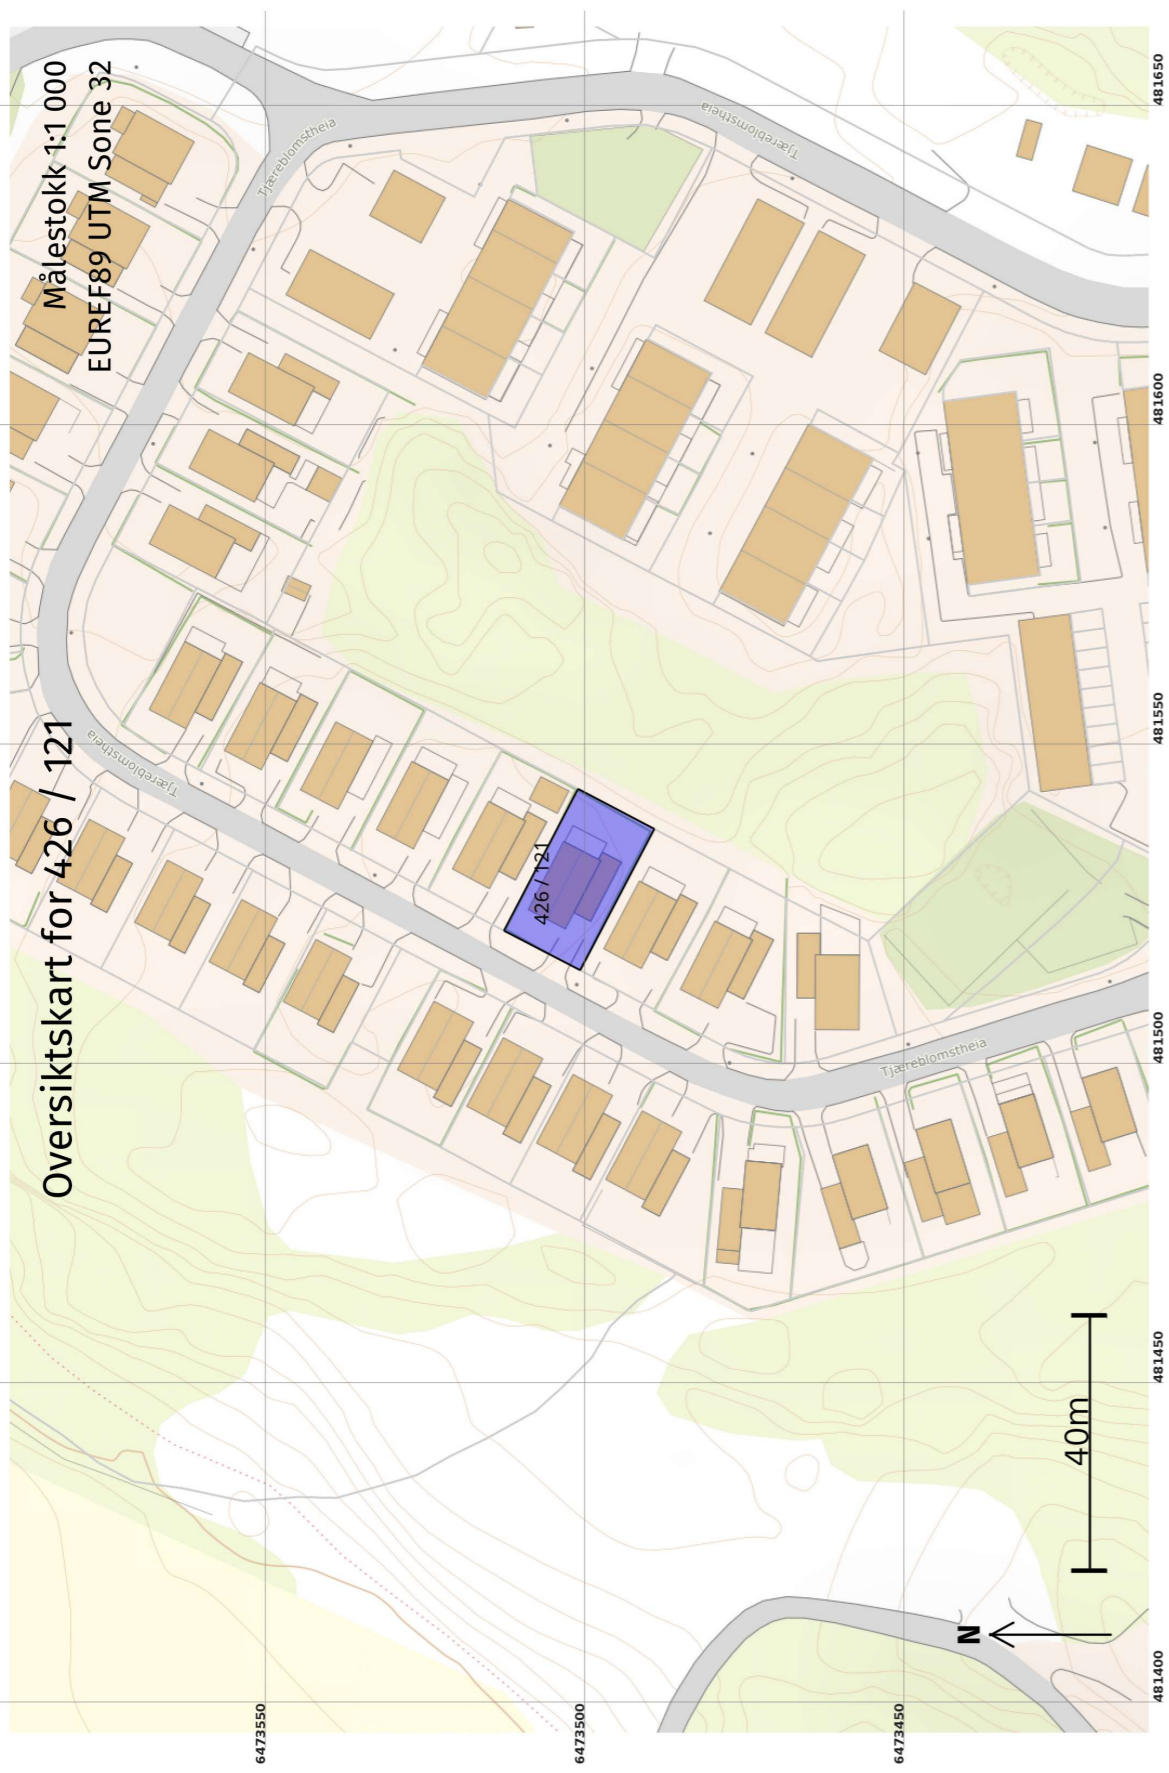 Oversiktskart for 426 / 121
Målestokk 1:1 000
EUREF89 UTM Sone 32
Tjæreblomstheia
Tjæreblomstheia
Tjæreblomstheia
Tjæreblomstheia
426 / 121
6473550
6473500
6473450
481400
481450
481500
481550
481600
481650
40m
N